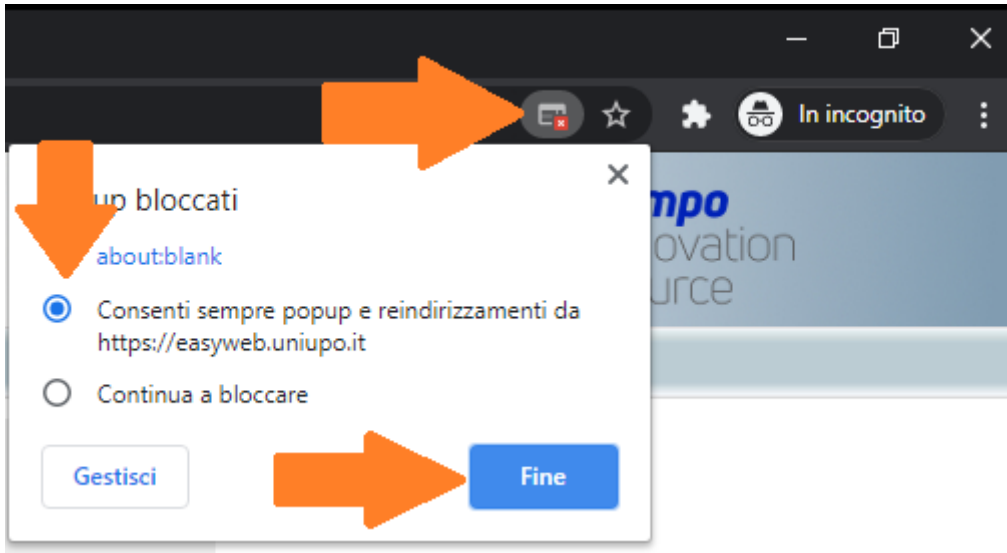 In incognito
up bloccati
about:blank
Consenti sempre popup e reindirizzamenti da
https://easyweb.uniupo.it
Continua a bloccare
Gestisci
Fine
mpo
ovation
urce